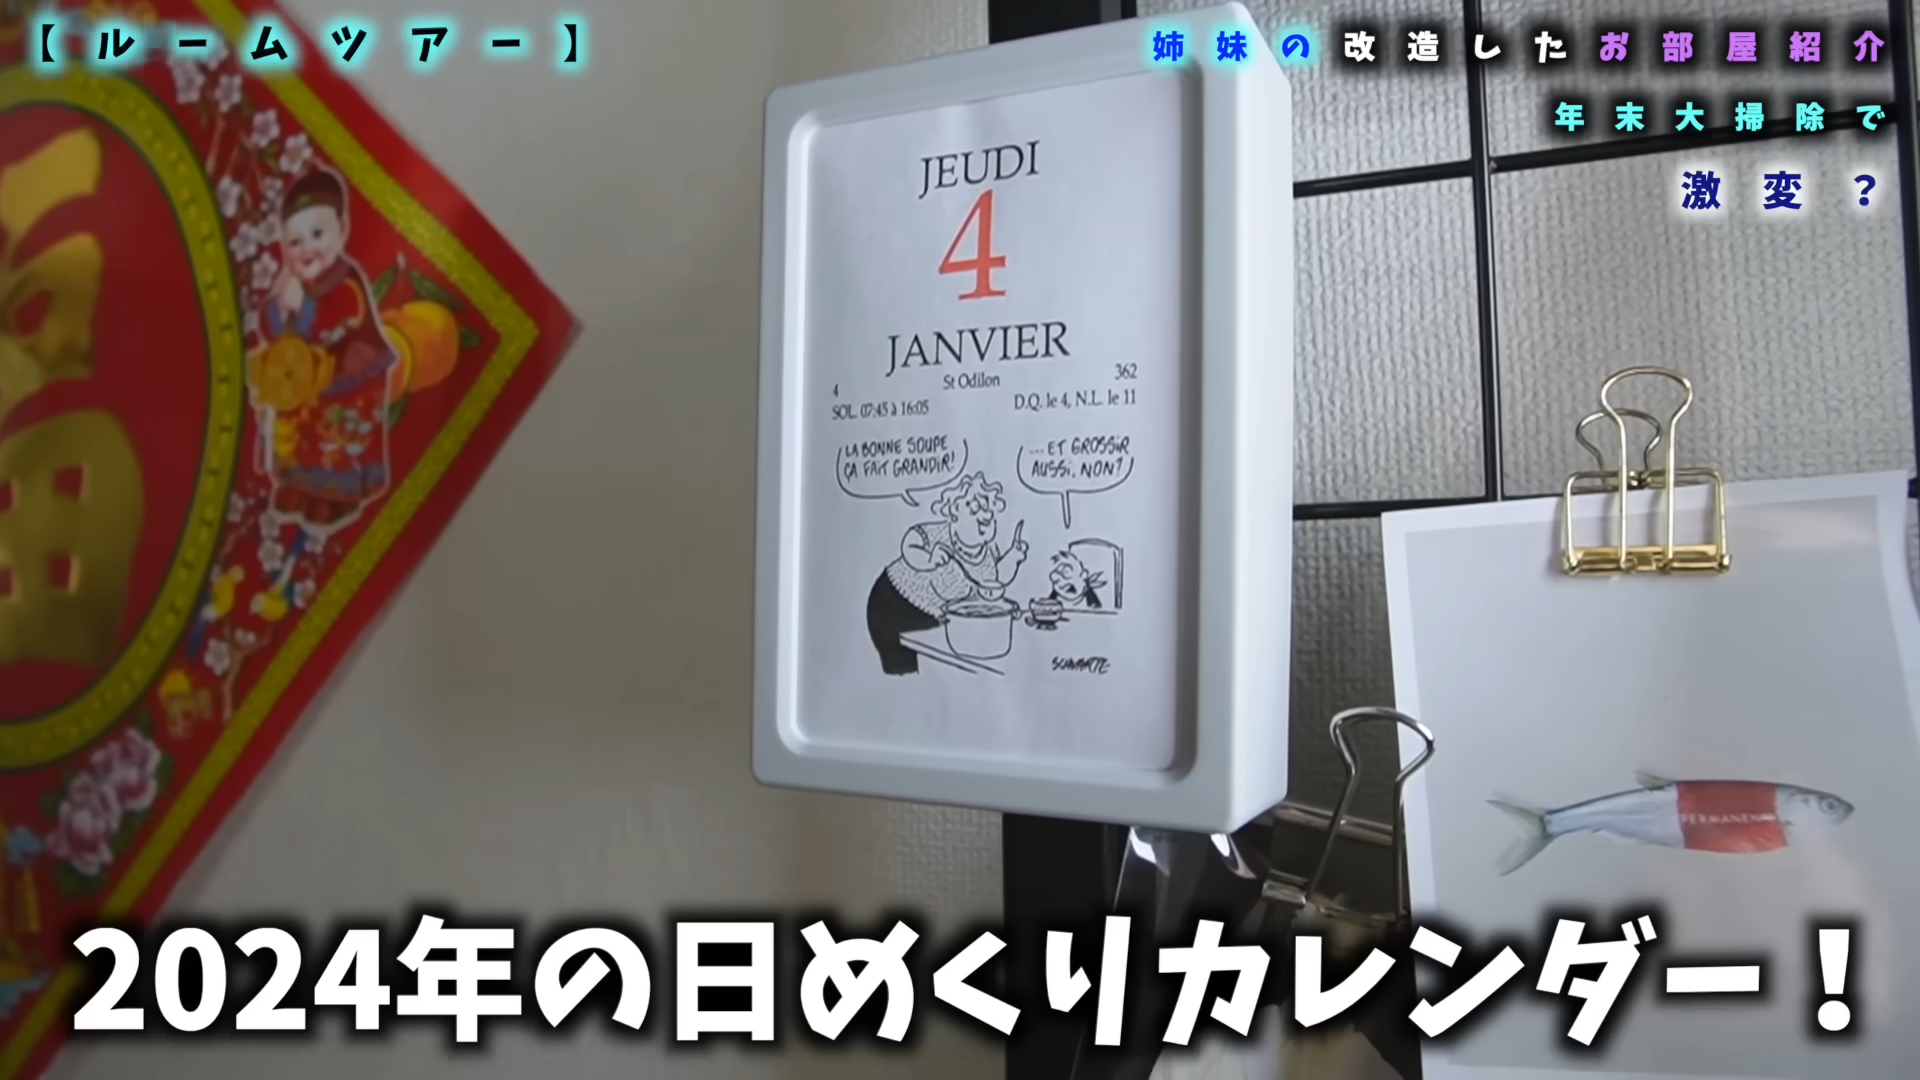 【ルームツアー】
姉妹の改造したお部屋紹介
年末大掃除で
激変？
JEUDI
4
JANVIER
St Odilon
4
362
SOL. 07:45 à 16:05
D.Q. le 4, N.L. le 11
LA BONNE SOUPE
ÇA FAIT GRANDIR!
...ET GROSSIR
AUSSI, NON?
SCHWARTZ
PERMANEN
2024年の日めくりカレンダー！